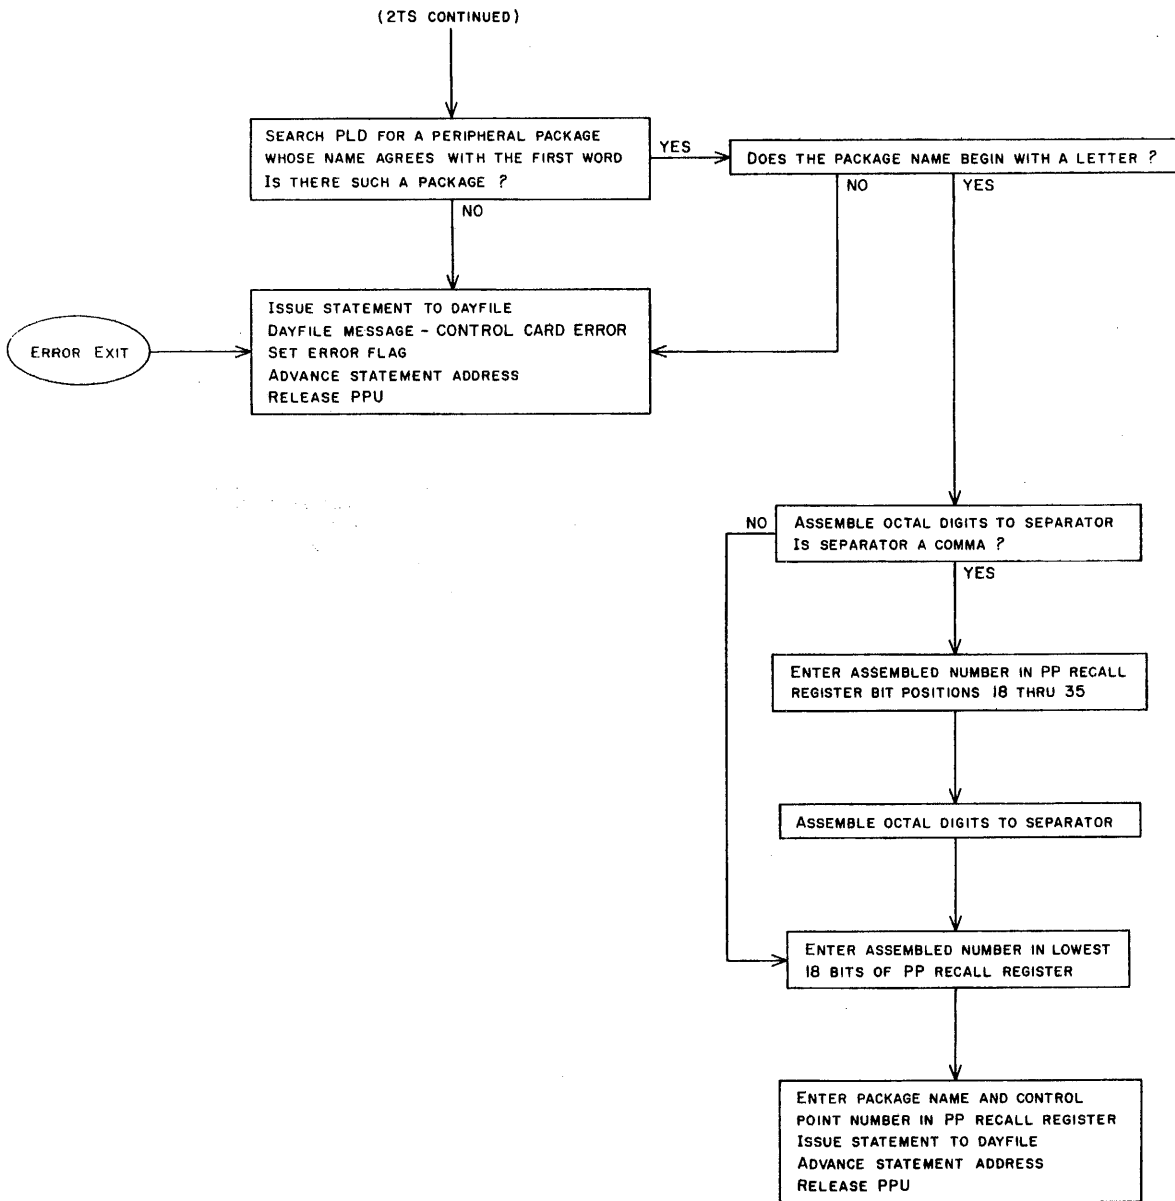 (2TS CONTINUED)
SEARCH PLD FOR A PERIPHERAL PACKAGE
WHOSE NAME AGREES WITH THE FIRST WORD
IS THERE SUCH A PACKAGE ?
YES
DOES THE PACKAGE NAME BEGIN WITH A LETTER ?
NO
YES
NO
ISSUE STATEMENT TO DAYFILE
DAYFILE MESSAGE - CONTROL CARD ERROR
SET ERROR FLAG
ADVANCE STATEMENT ADDRESS
RELEASE PPU
ERROR EXIT
NO
ASSEMBLE OCTAL DIGITS TO SEPARATOR
IS SEPARATOR A COMMA ?
YES
ENTER ASSEMBLED NUMBER IN PP RECALL
REGISTER BIT POSITIONS 18 THRU 35
ASSEMBLE OCTAL DIGITS TO SEPARATOR
ENTER ASSEMBLED NUMBER IN LOWEST
18 BITS OF PP RECALL REGISTER
ENTER PACKAGE NAME AND CONTROL
POINT NUMBER IN PP RECALL REGISTER
ISSUE STATEMENT TO DAYFILE
ADVANCE STATEMENT ADDRESS
RELEASE PPU